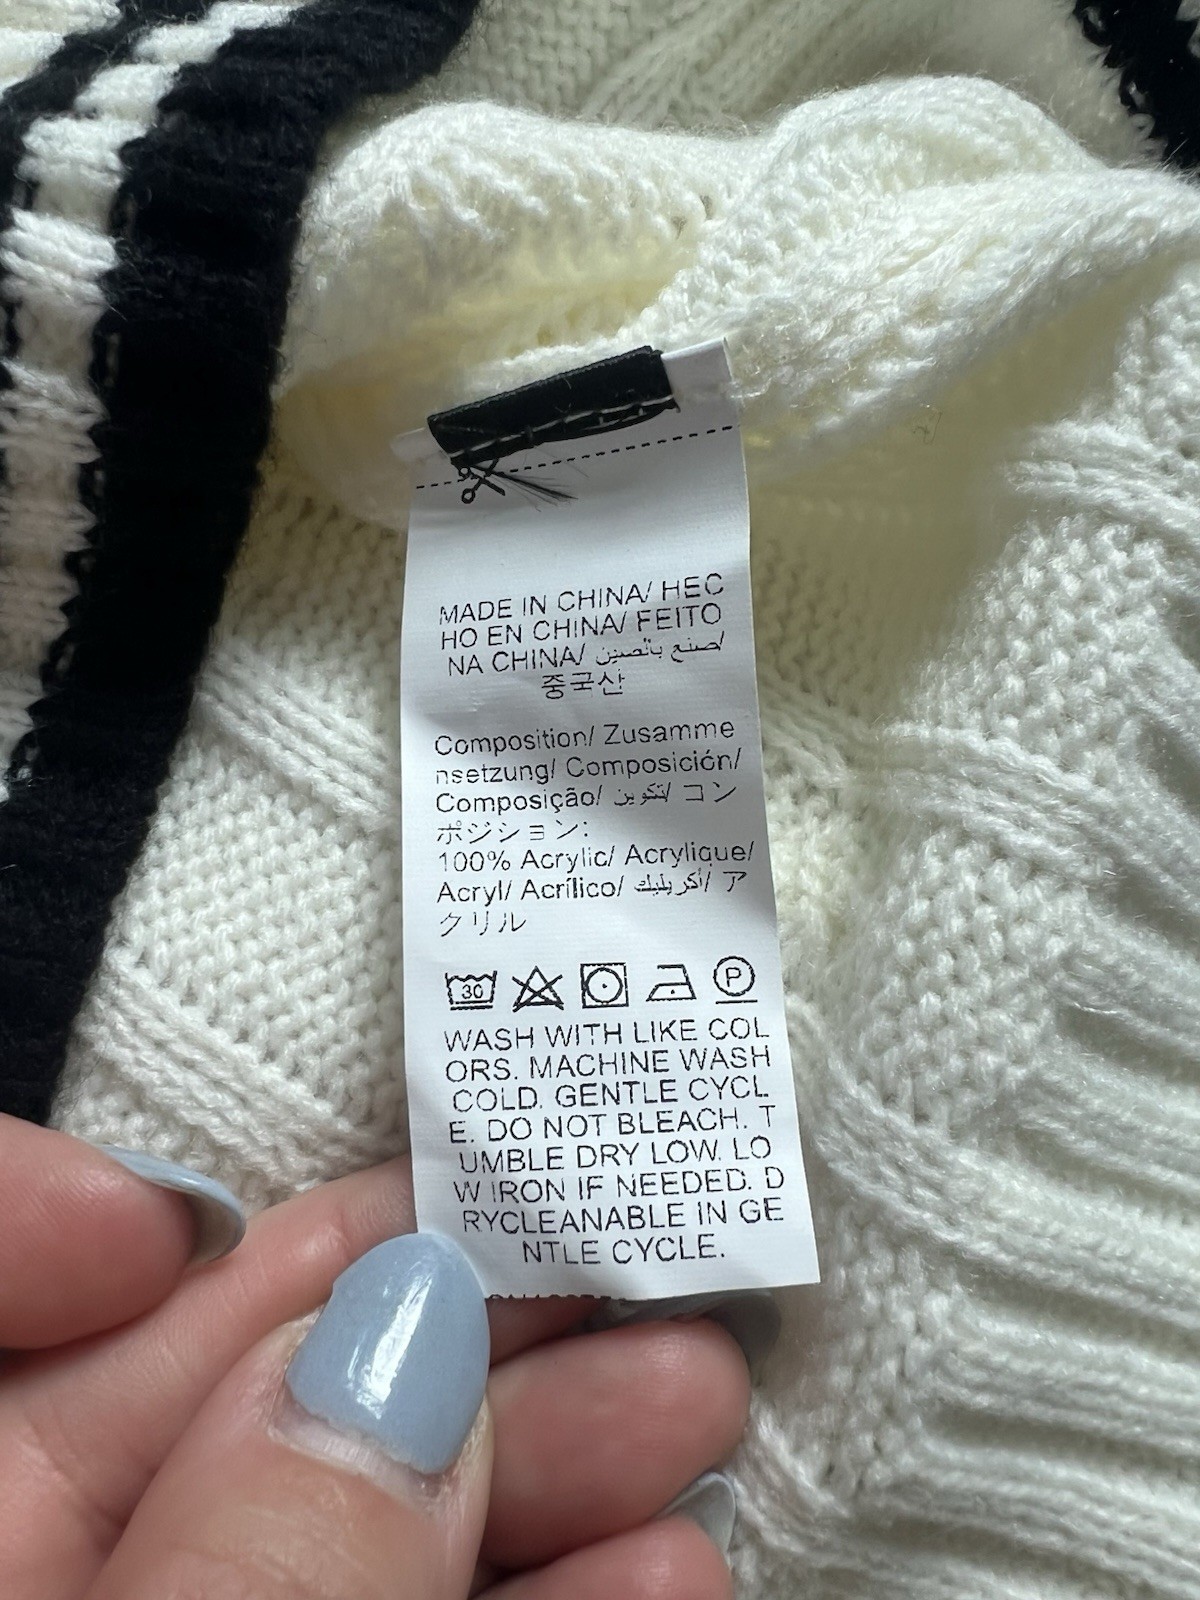 MADE IN CHINA/ HEC
HO EN CHINA/ FEITO
NA CHINA/ صنع بالصين/
중국산
Composition/ Zusamme
nsetzung/ Composición/
Composição/ تكوين/ コン
ポジション:
100% Acrylic/ Acrylique/
Acryl/ Acrílico/ أكريليك/ ア
クリル
30 P
WASH WITH LIKE COL
ORS. MACHINE WASH
COLD. GENTLE CYCL
E. DO NOT BLEACH. T
UMBLE DRY LOW. LO
W IRON IF NEEDED. D
RYCLEANABLE IN GE
NTLE CYCLE.